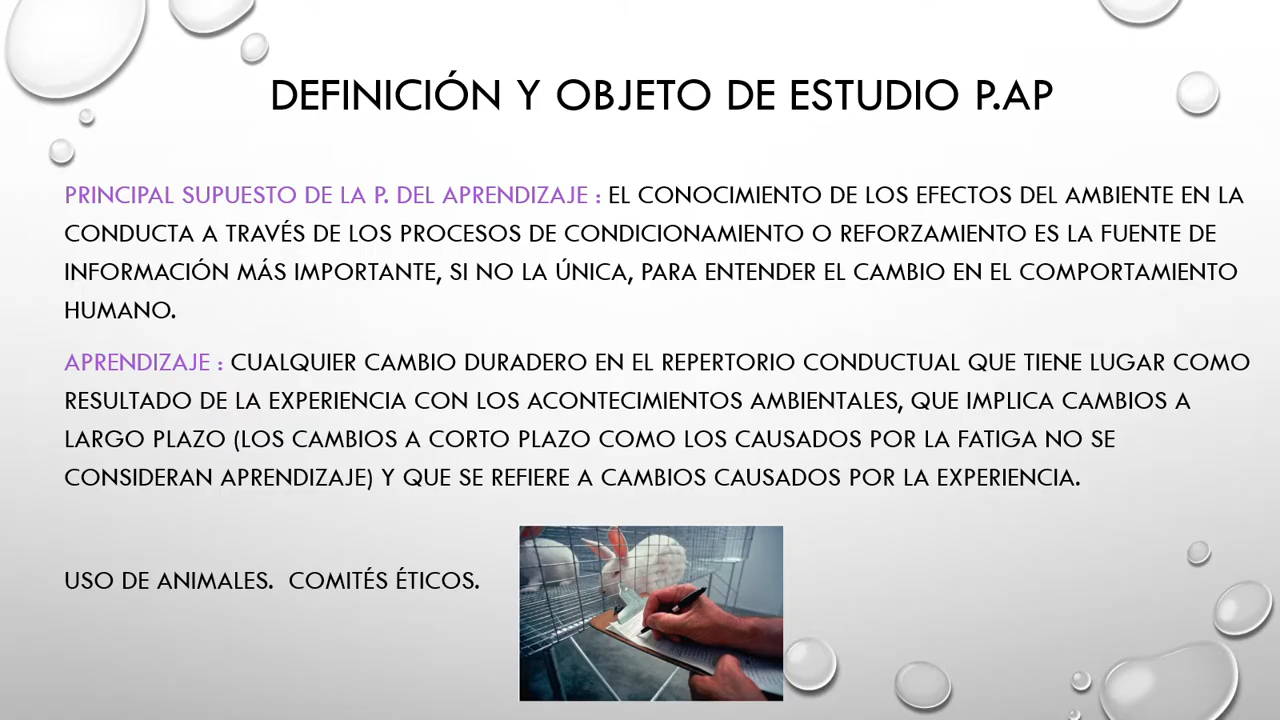 DEFINICIÓN Y OBJETO DE ESTUDIO P.AP
PRINCIPAL SUPUESTO DE LA P. DEL APRENDIZAJE : EL CONOCIMIENTO DE LOS EFECTOS DEL AMBIENTE EN LA
CONDUCTA A TRAVÉS DE LOS PROCESOS DE CONDICIONAMIENTO O REFORZAMIENTO ES LA FUENTE DE
INFORMACIÓN MÁS IMPORTANTE, SI NO LA ÚNICA, PARA ENTENDER EL CAMBIO EN EL COMPORTAMIENTO
HUMANO.
APRENDIZAJE : CUALQUIER CAMBIO DURADERO EN EL REPERTORIO CONDUCTUAL QUE TIENE LUGAR COMO
RESULTADO DE LA EXPERIENCIA CON LOS ACONTECIMIENTOS AMBIENTALES, QUE IMPLICA CAMBIOS A
LARGO PLAZO (LOS CAMBIOS A CORTO PLAZO COMO LOS CAUSADOS POR LA FATIGA NO SE
CONSIDERAN APRENDIZAJE) Y QUE SE REFIERE A CAMBIOS CAUSADOS POR LA EXPERIENCIA.
USO DE ANIMALES.  COMITÉS ÉTICOS.